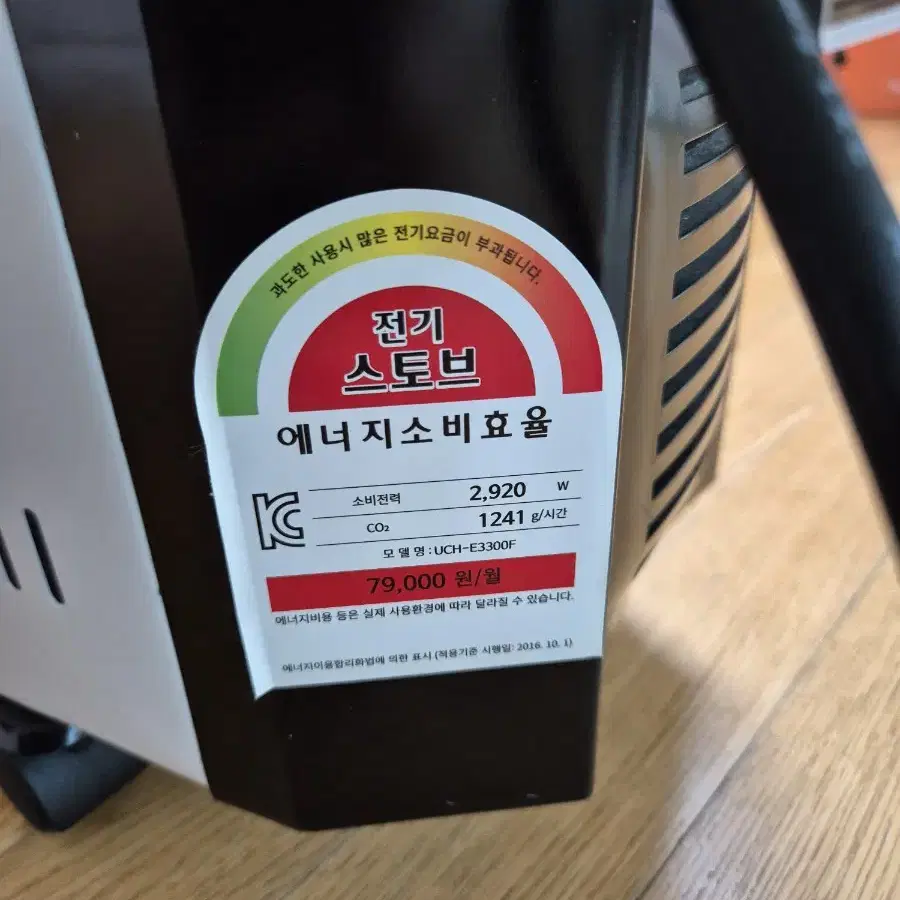 과도한 사용시 많은 전기요금이 부과됩니다.
전기
스토브
에너지소비효율
소비전력 2,920 W
CO₂ 1241 g/시간
모델명:UCH-E3300F
79,000 원/월
에너지비용 등은 실제 사용환경에 따라 달라질 수 있습니다.
에너지이용합리화법에 의한 표시 (적용기준 시행일: 2016. 10. 1)